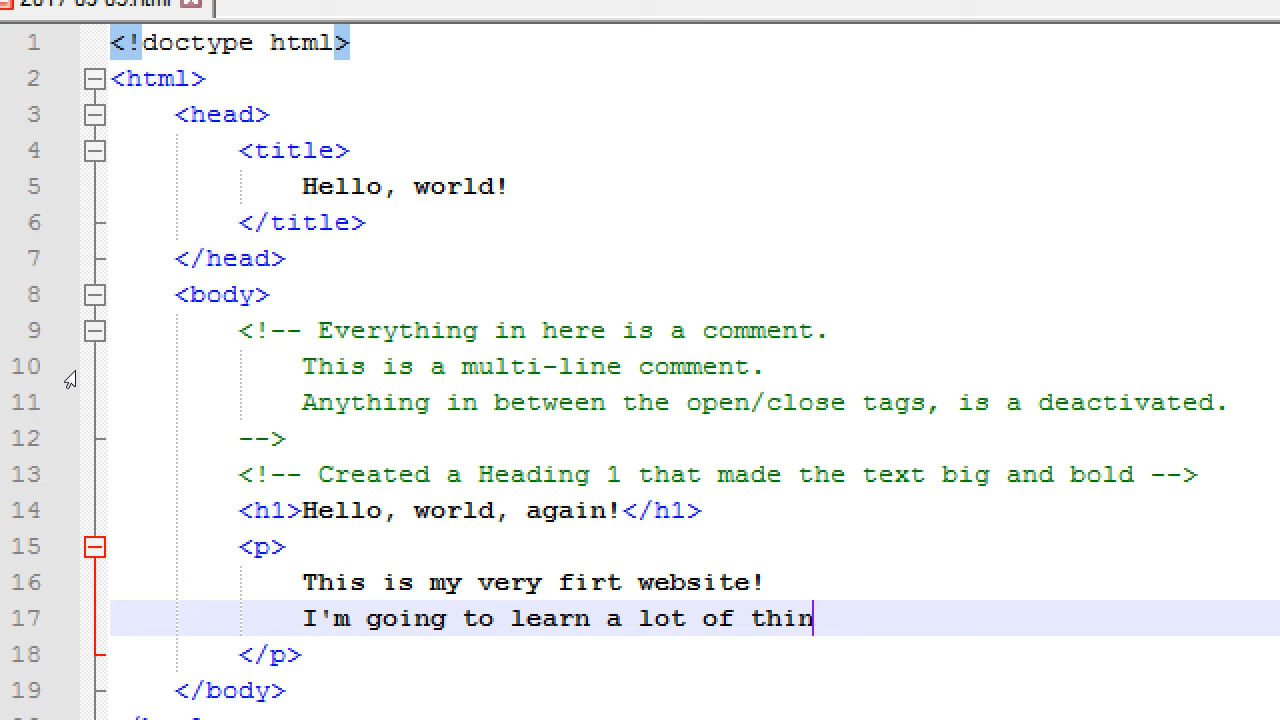 1 <!doctype html>
2 <html>
3 <head>
4 <title>
5 Hello, world!
6 </title>
7 </head>
8 <body>
9 <!-- Everything in here is a comment.
10 This is a multi-line comment.
11 Anything in between the open/close tags, is a deactivated.
12 -->
13 <!-- Created a Heading 1 that made the text big and bold -->
14 <h1>Hello, world, again!</h1>
15 <p>
16 This is my very firt website!
17 I'm going to learn a lot of thin
18 </p>
19 </body>